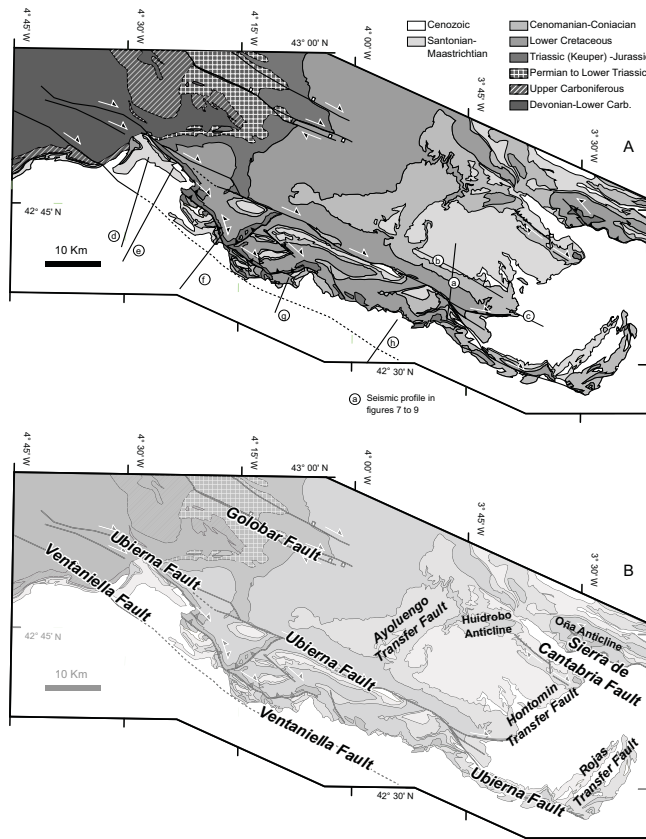 4° 45' W
4° 30' W
4° 15' W
43° 00' N
4° 00' W
3° 45' W
3° 30' W
Cenozoic
Santonian-
Maastrichtian
Cenomanian-Coniacian
Lower Cretaceous
Triassic (Keuper) -Jurassic
Permian to Lower Triassic
Upper Carboniferous
Devonian-Lower Carb.
A
42° 45' N
10 Km
d
e
f
g
h
b
a
c
42° 30' N
a Seismic profile in
figures 7 to 9
4° 45' W
4° 30' W
4° 15' W
43° 00' N
4° 00' W
3° 45' W
3° 30' W
B
Golobar Fault
Ubierna Fault
Ventaniella Fault
42° 45' N
10 Km
Ubierna Fault
Ayoluengo
Transfer Fault
Huidrobo
Anticline
Oña Anticline
Sierra de
Cantabria Fault
Hontomin
Transfer Fault
Ventaniella Fault
Ubierna Fault
Rojas
Transfer Fault
42° 30' N